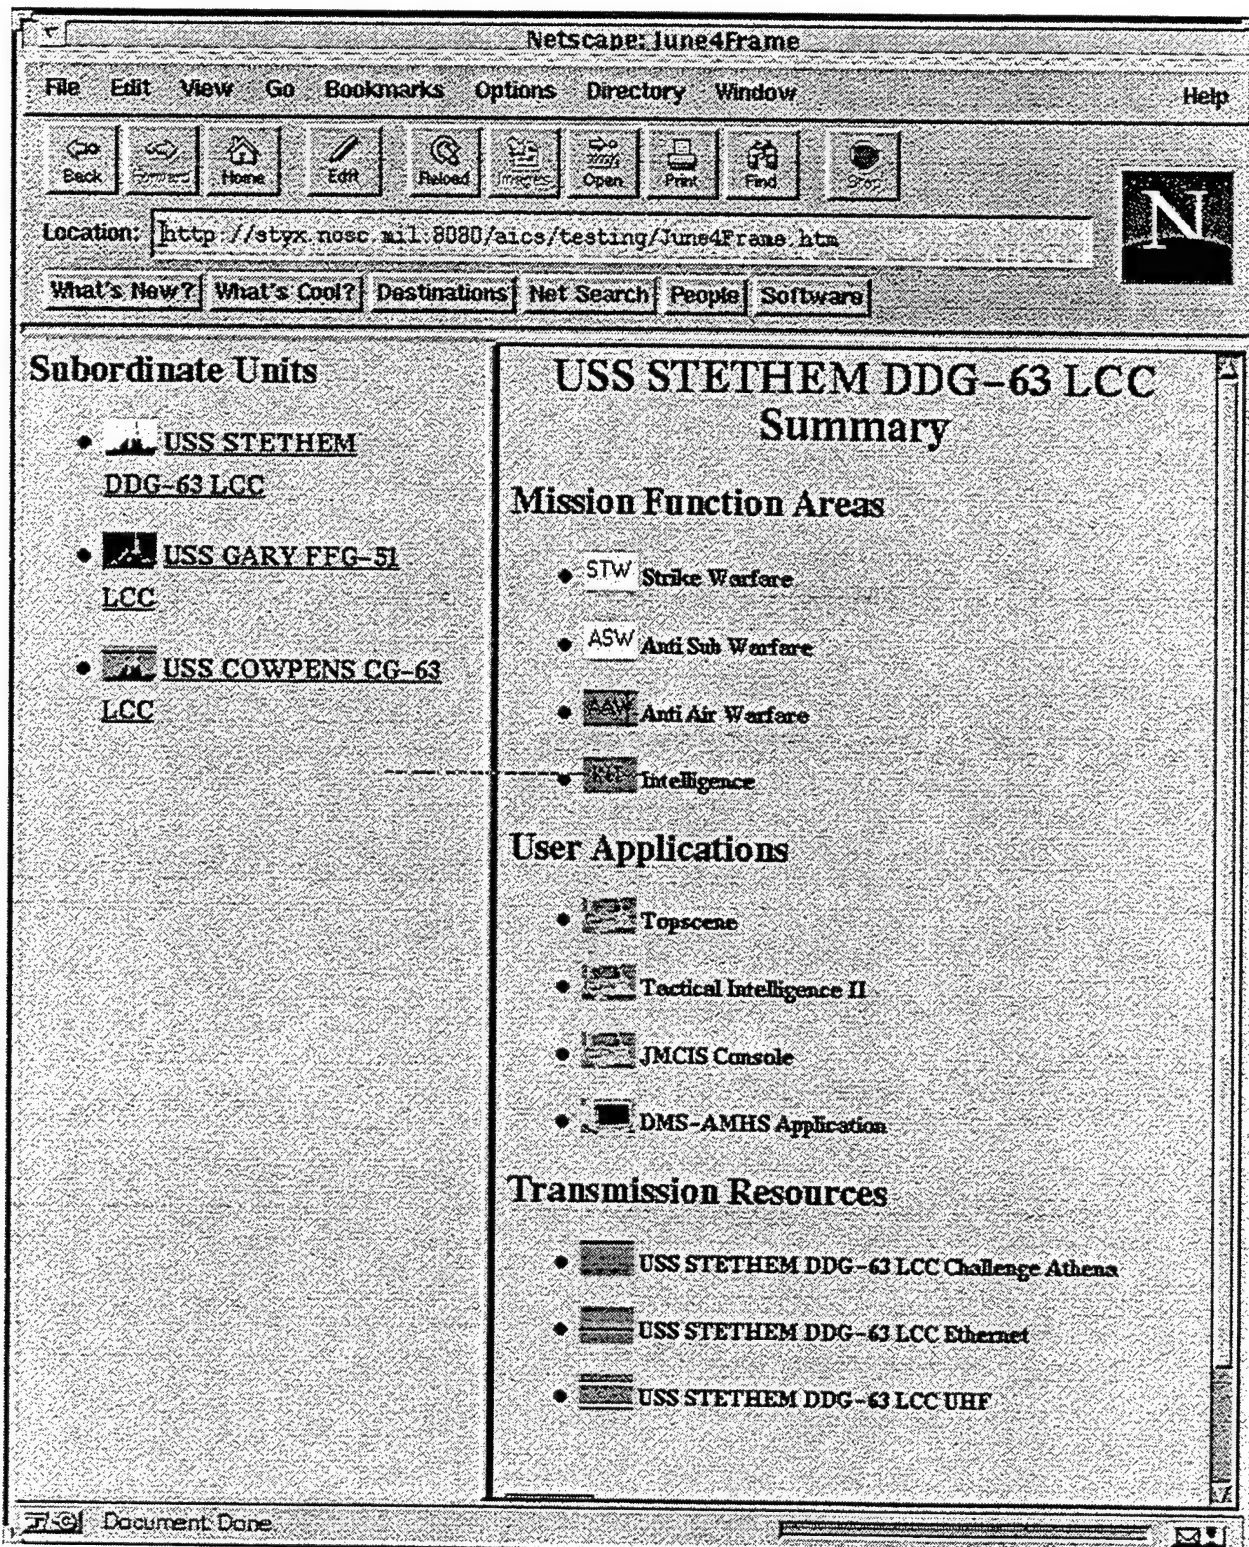 Netscape: June4Frame
File Edit View Go Bookmarks Options Directory Window Help
Back Forward Home Edit Reload Images Open Print Find Stop
Location: http://styx.nosc.mil:8080/aics/testing/June4Frame.htm
N
What's New? What's Cool? Destinations Net Search People Software
Subordinate Units
USS STETHEM
DDG-63 LCC
USS GARY FFG-51
LCC
USS COWPENS CG-63
LCC
USS STETHEM DDG-63 LCC
Summary
Mission Function Areas
STW Strike Warfare
ASW Anti Sub Warfare
AAW Anti Air Warfare
INT Intelligence
User Applications
Topscene
Tactical Intelligence II
JMCIS Console
DMS-AMHS Application
Transmission Resources
USS STETHEM DDG-63 LCC Challenge Athena
USS STETHEM DDG-63 LCC Ethernet
USS STETHEM DDG-63 LCC UHF
Document: Done